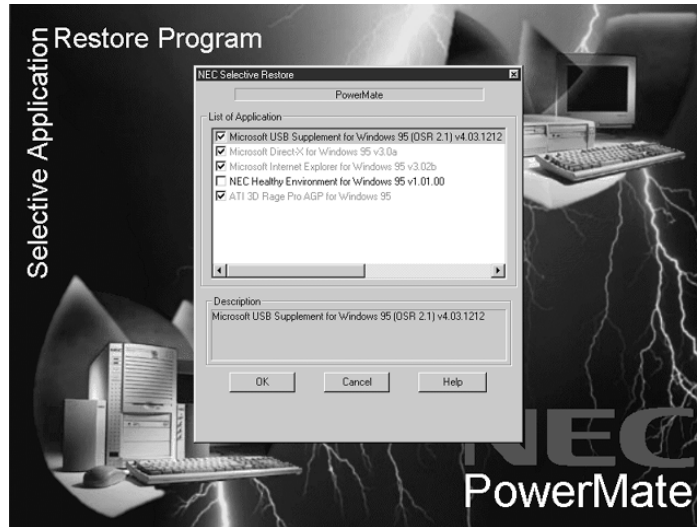 Restore Program
Selective Application
NEC Selective Restore
PowerMate
List of Application
Microsoft USB Supplement for Windows 95 (OSR 2.1) v4.03.1212
Microsoft Direct-X for Windows 95 v3.0a
Microsoft Internet Explorer for Windows 95 v3.02b
NEC Healthy Environment for Windows 95 v1.01.00
ATI 3D Rage Pro AGP for Windows 95
Description
Microsoft USB Supplement for Windows 95 (OSR 2.1) v4.03.1212
OK
Cancel
Help
NEC
PowerMate